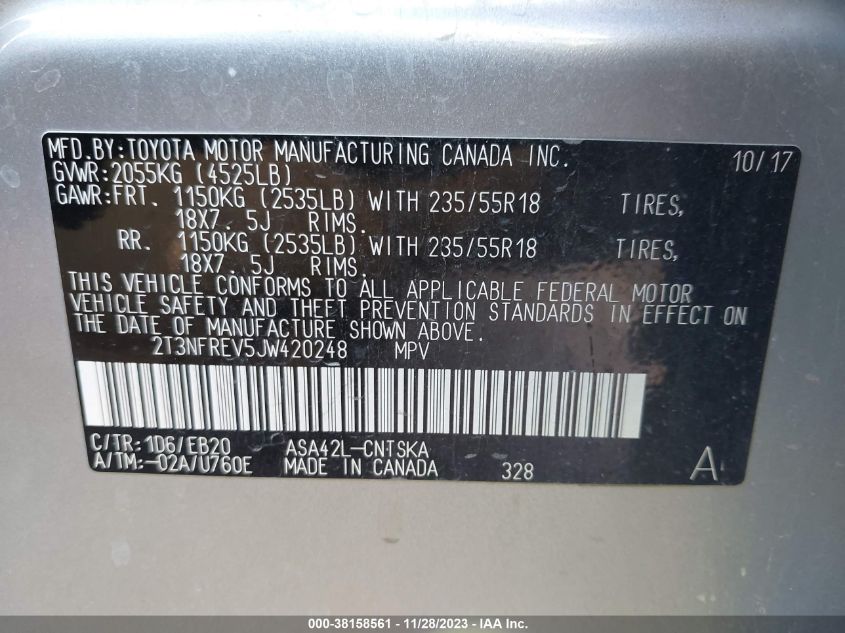 MFD.BY:TOYOTA MOTOR MANUFACTURING CANADA INC. 10/17
GVWR:2055KG (4525LB)
GAWR:FRT. 1150KG (2535LB) WITH 235/55R18 TIRES,
18X7.5J RIMS.
RR. 1150KG (2535LB) WITH 235/55R18 TIRES,
18X7.5J RIMS.
THIS VEHICLE CONFORMS TO ALL APPLICABLE FEDERAL MOTOR
VEHICLE SAFETY AND THEFT PREVENTION STANDARDS IN EFFECT ON
THE DATE OF MANUFACTURE SHOWN ABOVE.
2T3NFREV5JW420248 MPV
C/TR:1D6/EB20 ASA42L-CNTSKA
A/TM:-02A/U760E MADE IN CANADA 328 A
000-38158561 - 11/28/2023 - IAA Inc.